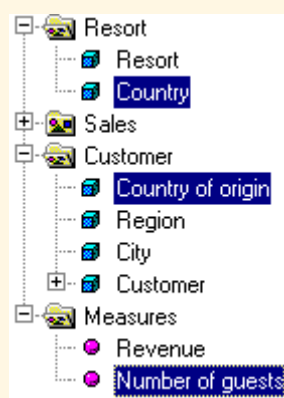 Resort
Resort
Country
Sales
Customer
Country of origin
Region
City
Customer
Measures
Revenue
Number of guests